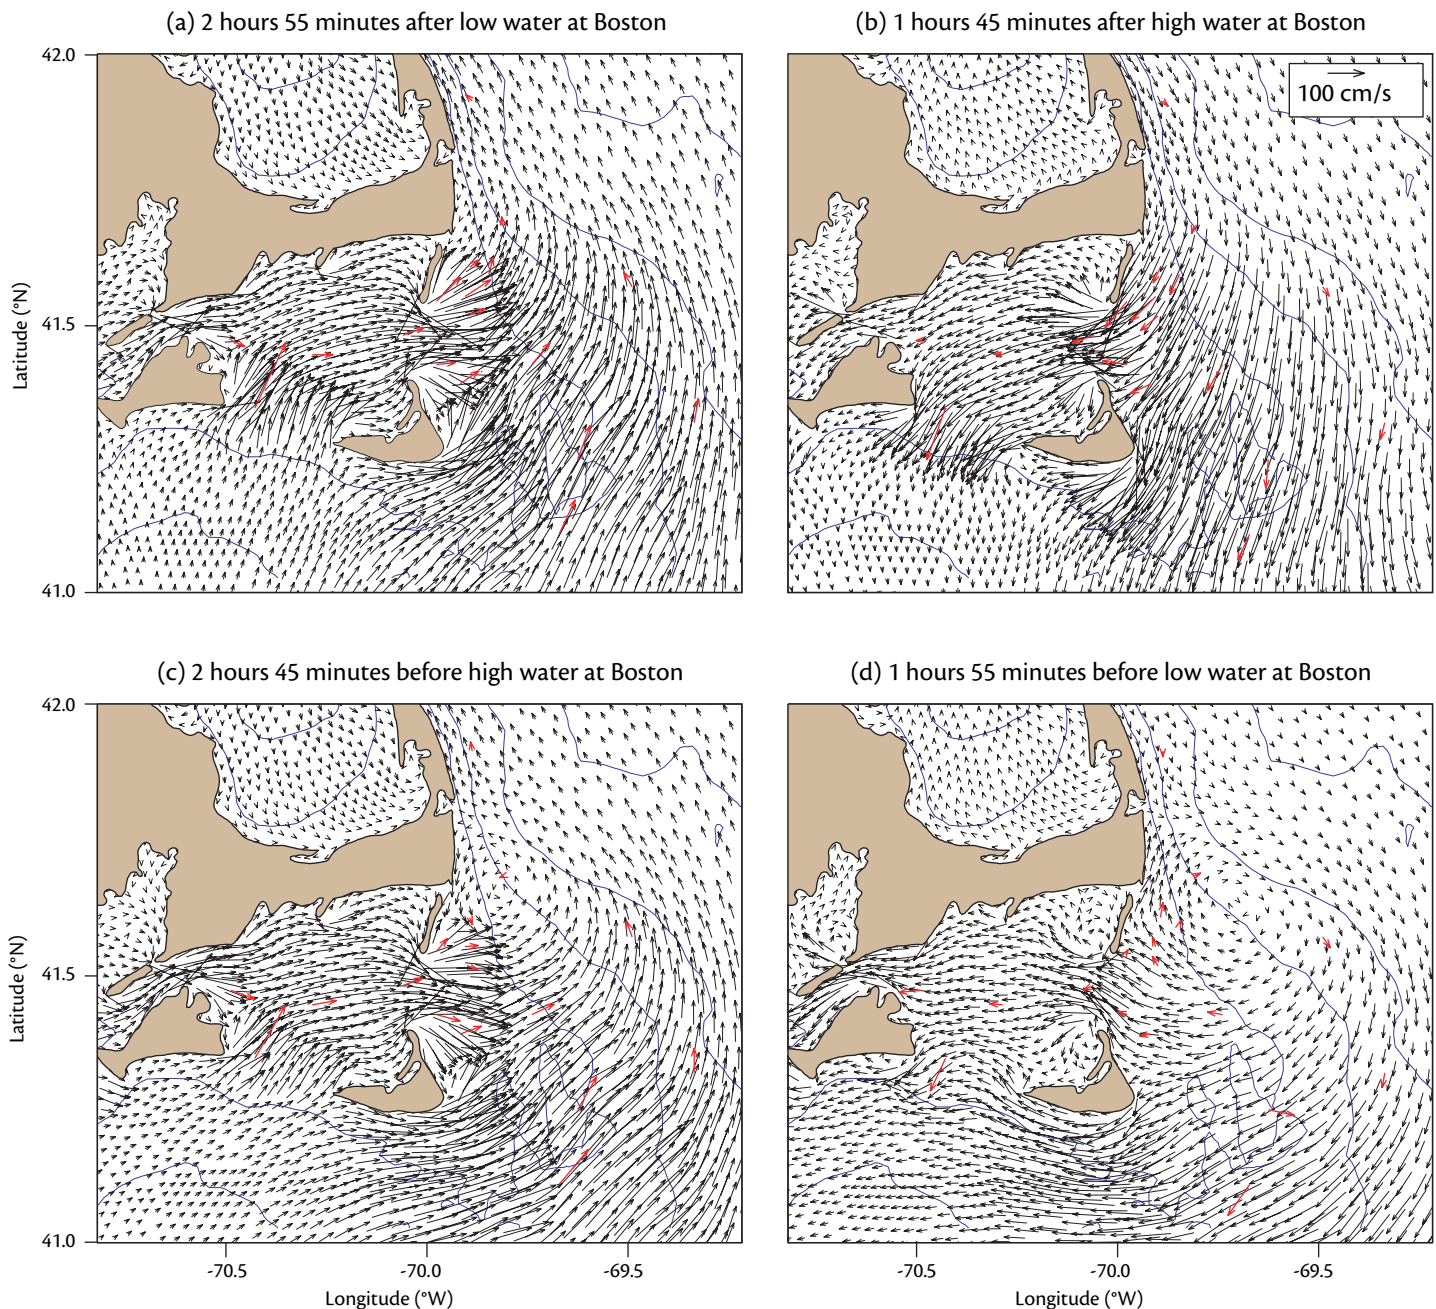 (a) 2 hours 55 minutes after low water at Boston
(b) 1 hours 45 minutes after high water at Boston
42.0
41.5
41.0
Latitude (°N)
100 cm/s
(c) 2 hours 45 minutes before high water at Boston
(d) 1 hours 55 minutes before low water at Boston
42.0
41.5
41.0
Latitude (°N)
-70.5
-70.0
-69.5
Longitude (°W)
-70.5
-70.0
-69.5
Longitude (°W)